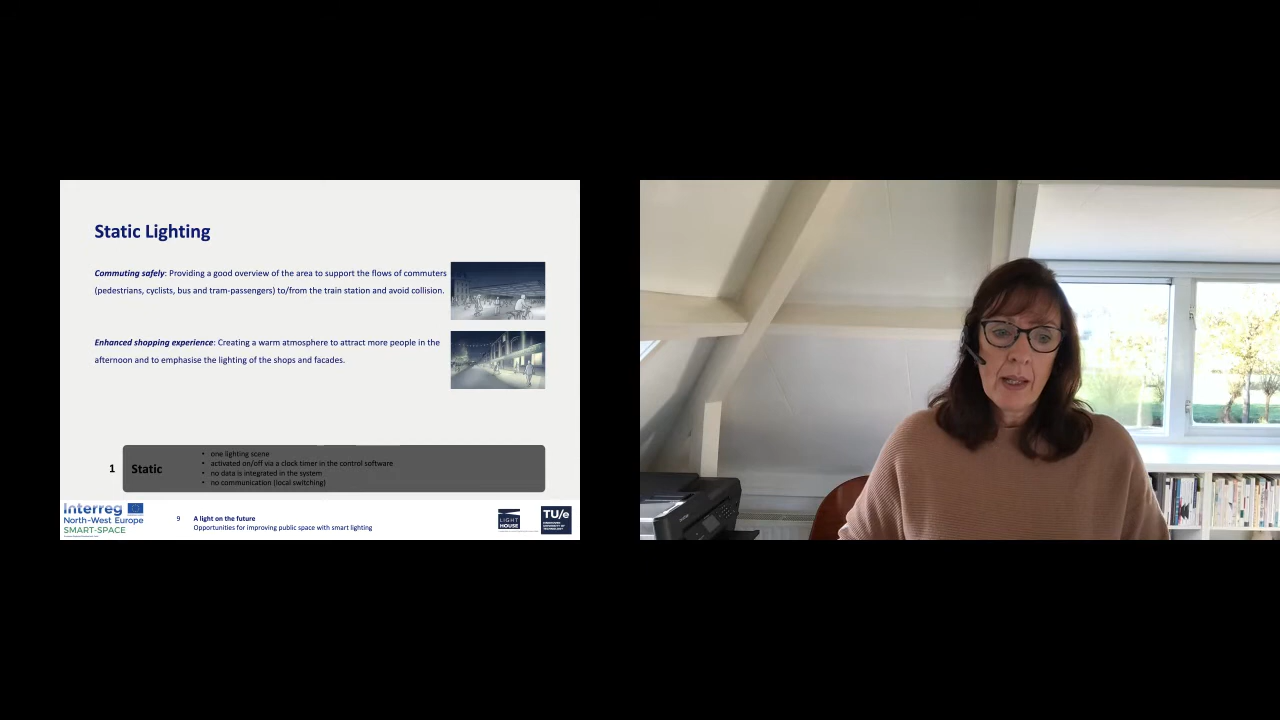 Static Lighting
Commuting safely: Providing a good overview of the area to support the flows of commuters
(pedestrians, cyclists, bus and tram-passengers) to/from the train station and avoid collision.
Enhanced shopping experience: Creating a warm atmosphere to attract more people in the
afternoon and to emphasise the lighting of the shops and facades.
1 Static
• one lighting scene
• activated on/off via a clock timer in the control software
• no data is integrated in the system
• no communication (local switching)
Interreg
North-West Europe
SMART-SPACE
9 A light on the future
Opportunities for improving public space with smart lighting
LIGHT
HOUSE
TU/e